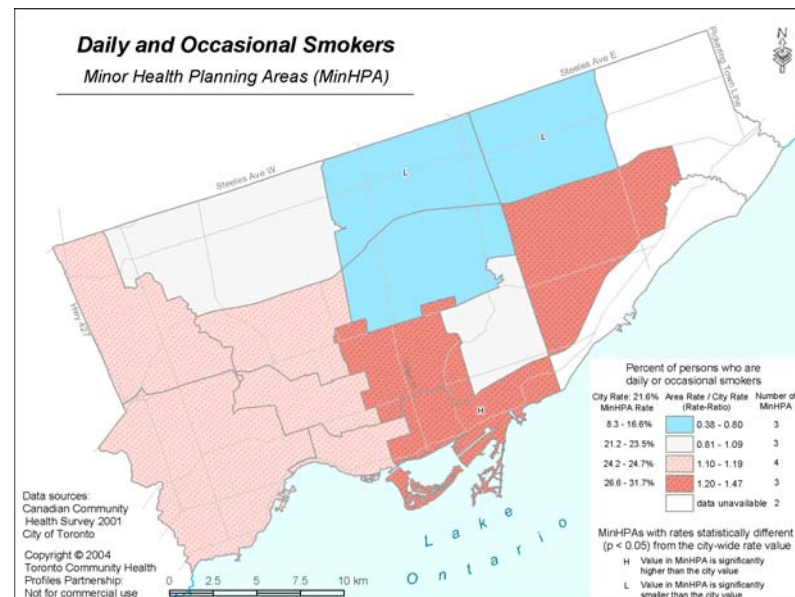 Daily and Occasional Smokers
Minor Health Planning Areas (MinHPA)
N
Steeles Ave E
Pickering Town Line
Steeles Ave W
L
L
Hwy 427
H
Lake
Ontario
Percent of persons who are
daily or occasional smokers
City Rate: 21.6%
MinHPA Rate
Area Rate / City Rate
(Rate-Ratio)
Number of
MinHPA
8.3 - 16.6% 0.38 - 0.80 3
21.2 - 23.5% 0.81 - 1.09 3
24.2 - 24.7% 1.10 - 1.19 4
26.6 - 31.7% 1.20 - 1.47 3
data unavailable 2
MinHPAs with rates statistically different
(p < 0.05) from the city-wide rate value
H Value in MinHPA is significantly
higher than the city value
L Value in MinHPA is significantly
smaller than the city value
Data sources:
Canadian Community
Health Survey 2001
City of Toronto
Copyright © 2004
Toronto Community Health
Profiles Partnership:
Not for commercial use
0 2.5 5 7.5 10 km